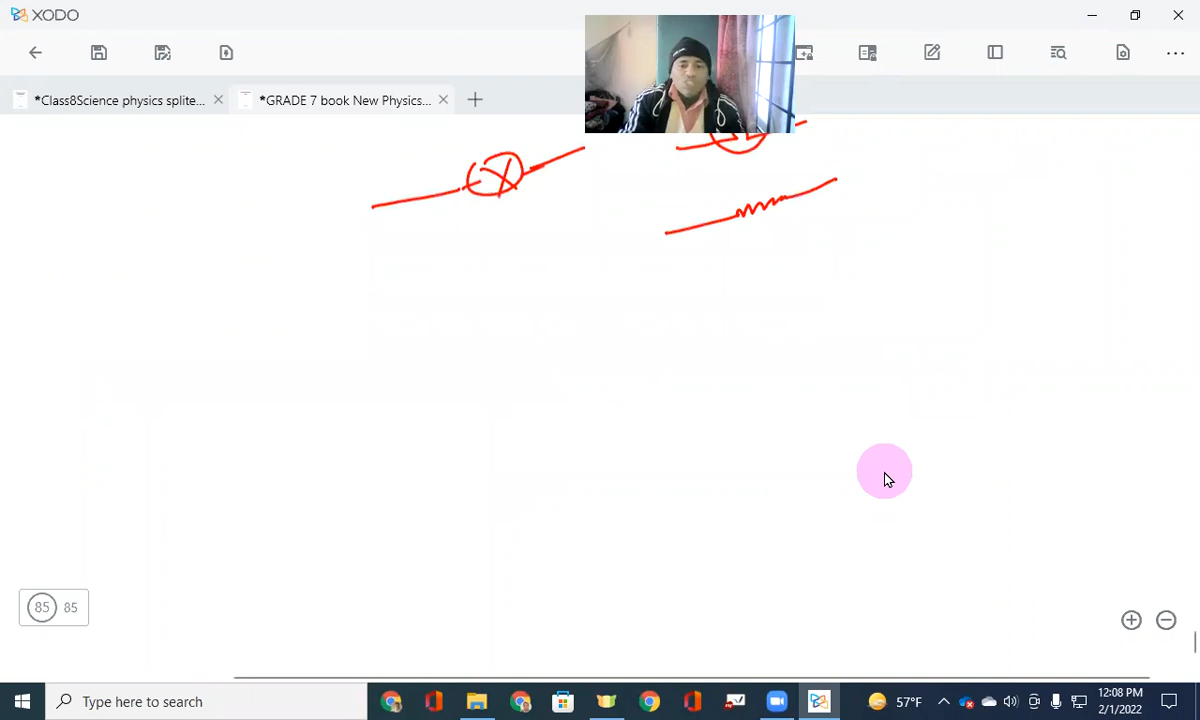 XODO
*Class8Science physics splite...
*GRADE 7 book New Physics...
X
85 85
Type here to search
57°F
12:08 PM
2/1/2022